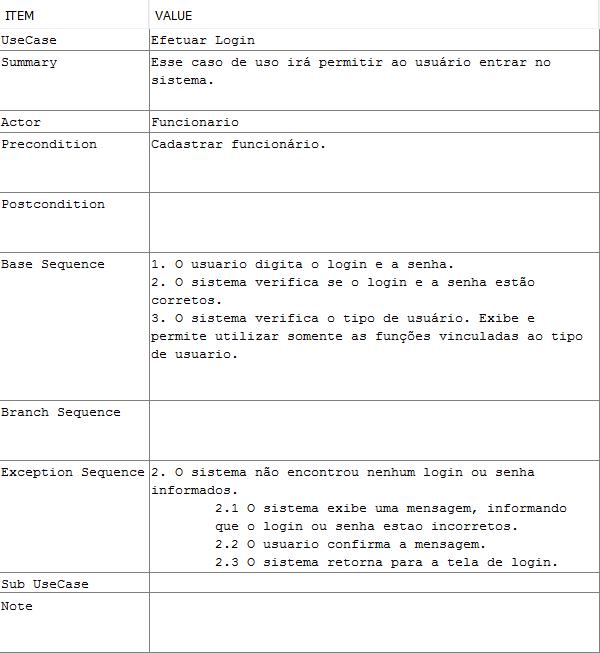 ITEM VALUE
UseCase Efetuar Login
Summary Esse caso de uso irá permitir ao usuário entrar no
sistema.
Actor Funcionario
Precondition Cadastrar funcionário.
Postcondition
Base Sequence 1. O usuario digita o login e a senha.
2. O sistema verifica se o login e a senha estão
corretos.
3. O sistema verifica o tipo de usuário. Exibe e
permite utilizar somente as funções vinculadas ao tipo
de usuario.
Branch Sequence
Exception Sequence 2. O sistema não encontrou nenhum login ou senha
informados.
2.1 O sistema exibe uma mensagem, informando
que o login ou senha estao incorretos.
2.2 O usuario confirma a mensagem.
2.3 O sistema retorna para a tela de login.
Sub UseCase
Note